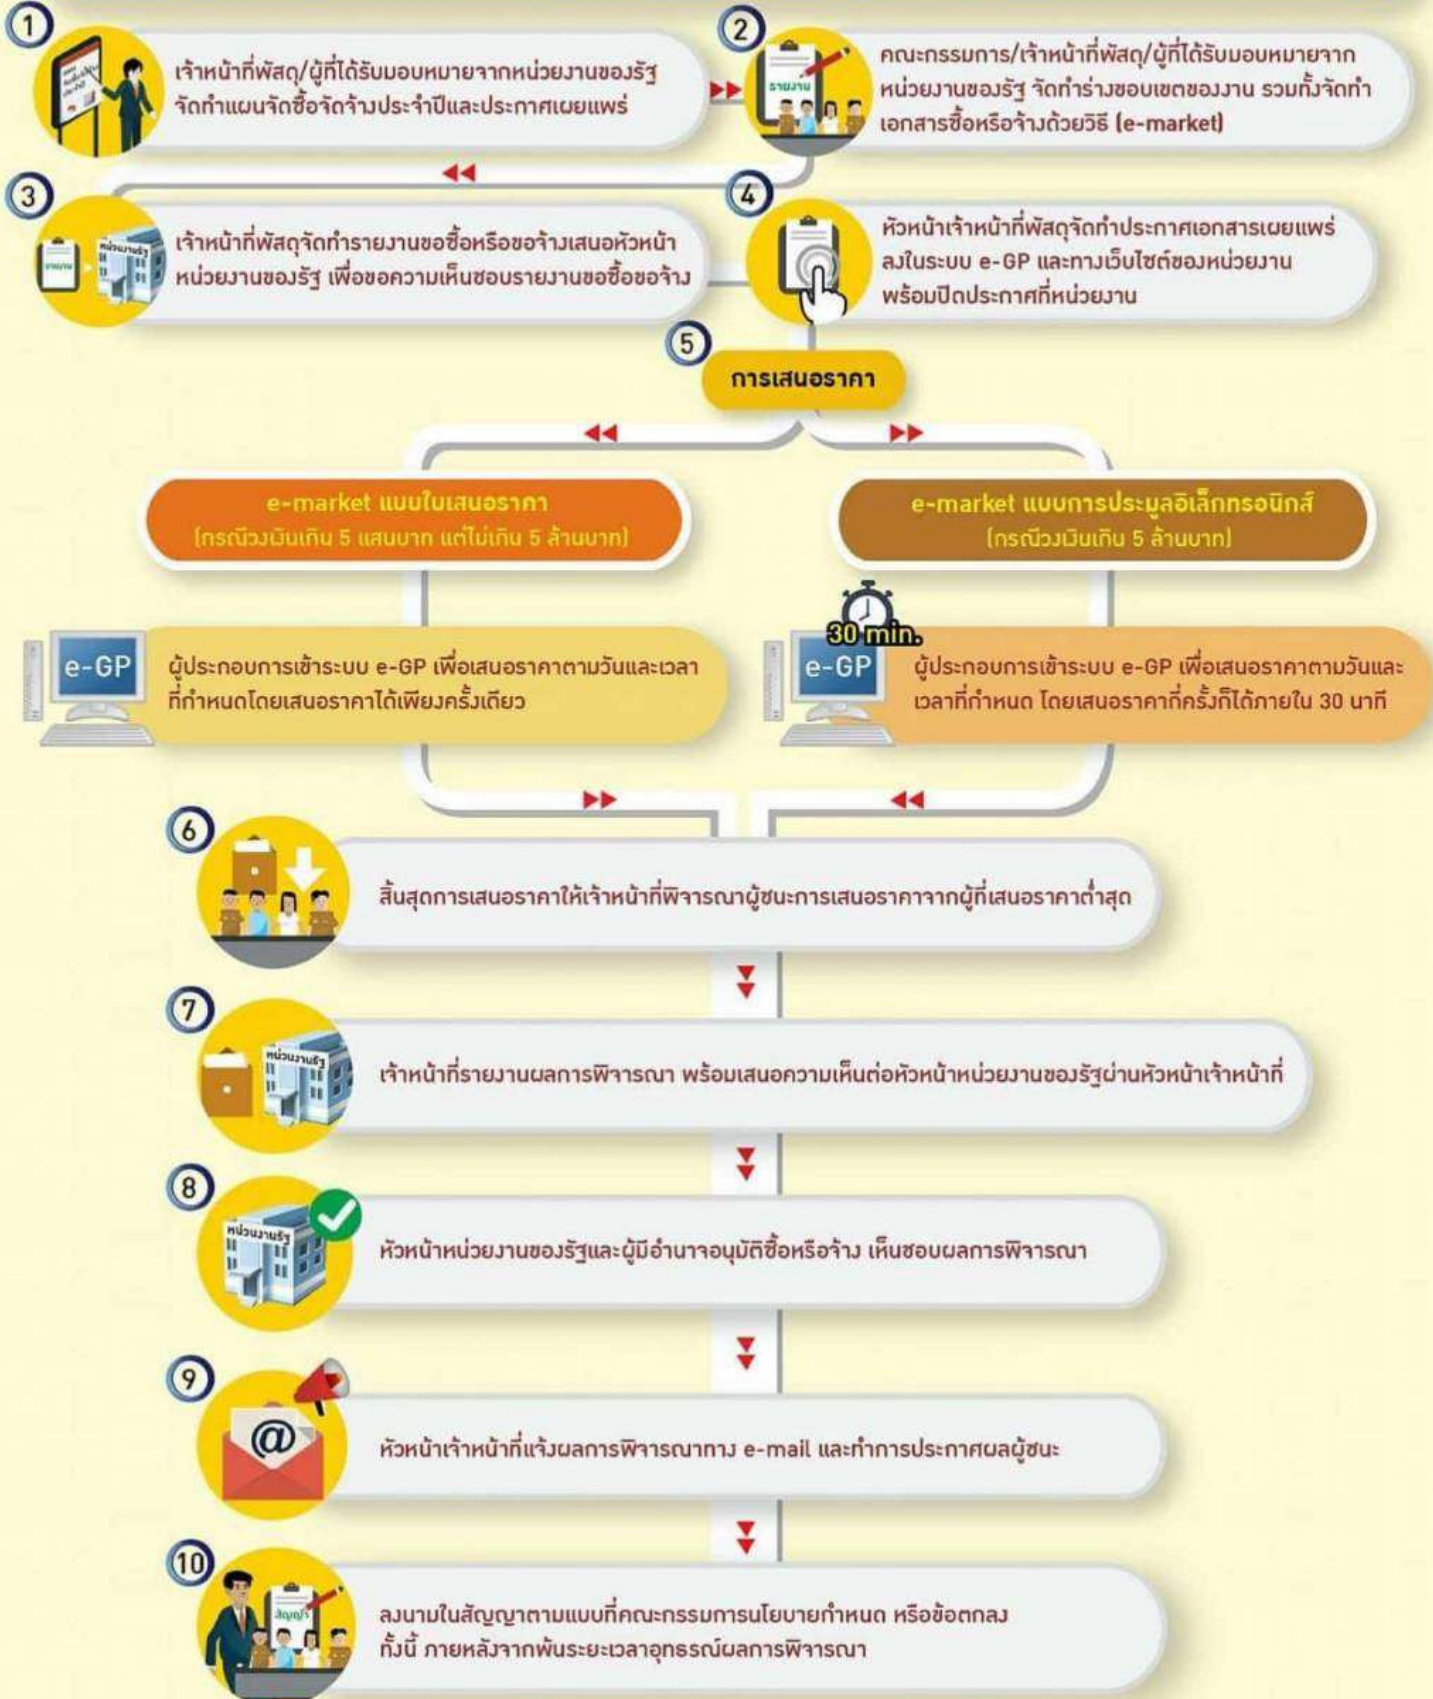 1
เจ้าหน้าที่พัสดุ/ผู้ที่ได้รับมอบหมายจากหน่วยงานของรัฐ
จัดทำแผนจัดซื้อจัดจ้างประจำปีและประกาศเผยแพร่
2
รายงาน
คณะกรรมการ/เจ้าหน้าที่พัสดุ/ผู้ที่ได้รับมอบหมายจาก
หน่วยงานของรัฐ จัดทำร่างขอบเขตของงาน รวมทั้งจัดทำ
เอกสารซื้อหรือจ้างด้วยวิธี (e-market)
3
รายงาน
หน่วยงานรัฐ
เจ้าหน้าที่พัสดุจัดทำรายงานขอซื้อหรือขอจ้างเสนอหัวหน้า
หน่วยงานของรัฐ เพื่อขอความเห็นชอบรายงานขอซื้อขอจ้าง
4
หัวหน้าเจ้าหน้าที่พัสดุจัดทำประกาศเอกสารเผยแพร่
ลงในระบบ e-GP และทางเว็บไซต์ของหน่วยงาน
พร้อมปิดประกาศที่หน่วยงาน
5
การเสนอราคา
e-market แบบใบเสนอราคา
(กรณีวงเงินเกิน 5 แสนบาท แต่ไม่เกิน 5 ล้านบาท)
e-market แบบการประมูลอิเล็กทรอนิกส์
(กรณีวงเงินเกิน 5 ล้านบาท)
e-GP
ผู้ประกอบการเข้าระบบ e-GP เพื่อเสนอราคาตามวันและเวลา
ที่กำหนดโดยเสนอราคาได้เพียงครั้งเดียว
30 min.
e-GP
ผู้ประกอบการเข้าระบบ e-GP เพื่อเสนอราคาตามวันและ
เวลาที่กำหนด โดยเสนอราคากี่ครั้งก็ได้ภายใน 30 นาที
6
สิ้นสุดการเสนอราคาให้เจ้าหน้าที่พิจารณาผู้ชนะการเสนอราคาจากผู้ที่เสนอราคาต่ำสุด
7
หน่วยงานรัฐ
เจ้าหน้าที่รายงานผลการพิจารณา พร้อมเสนอความเห็นต่อหัวหน้าหน่วยงานของรัฐผ่านหัวหน้าเจ้าหน้าที่
8
หน่วยงานรัฐ
หัวหน้าหน่วยงานของรัฐและผู้มีอำนาจอนุมัติซื้อหรือจ้าง เห็นชอบผลการพิจารณา
9
@
หัวหน้าเจ้าหน้าที่แจ้งผลการพิจารณาทาง e-mail และทำการประกาศผลผู้ชนะ
10
สัญญา
ลงนามในสัญญาตามแบบที่คณะกรรมการนโยบายกำหนด หรือข้อตกลง
ทั้งนี้ ภายหลังจากพ้นระยะเวลาอุทธรณ์ผลการพิจารณา